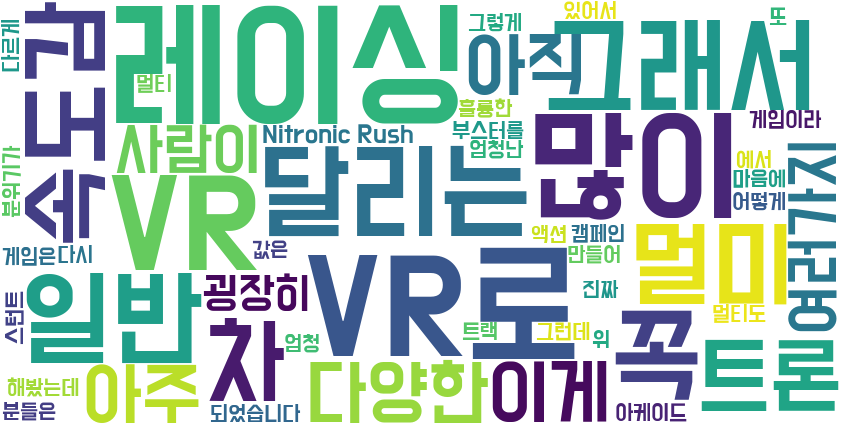 다르게
속도감
레이싱
멀티
그렇게
아직
있어서
그래서
또
사람이
Nitronic Rush
훌륭한
부스터를
엄청난
많이
게임이라
에서
마음에
어떻게
여러가지
분위기가
VR
달리는
게임은
다시
값은
VR로
액션
캠페인
만들어
멀미
일반
굉장히
진짜
스턴트
차
엄청
트랙
그런데
위
꼭
멀티도
트론
해봤는데
아주
다양한
이게
분들은
되었습니다
아케이드